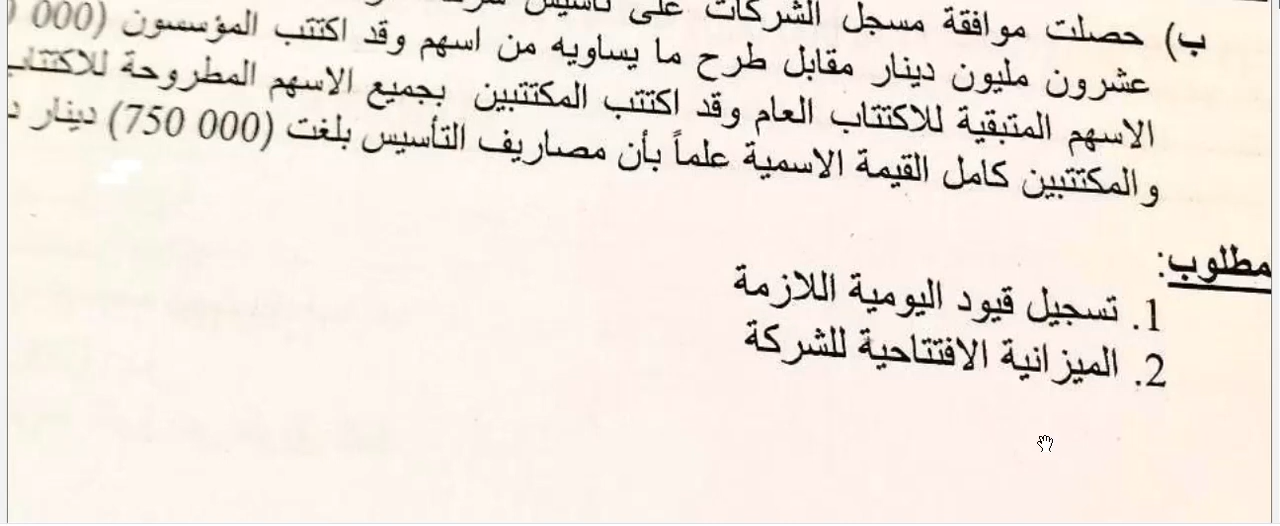 ب) حصلت موافقة مسجل الشركات على تأسيس
عشرون مليون دينار مقابل طرح ما يساويه من اسهم وقد اكتتب المؤسسون (000
الاسهم المتبقية للاكتتاب العام وقد اكتتب المكتتبين بجميع الاسهم المطروحة للاكتتاب
والمكتتبين كامل القيمة الاسمية علماً بأن مصاريف التأسيس بلغت (750 000) دينار
مطلوب:
1. تسجيل قيود اليومية اللازمة
2. الميزانية الافتتاحية للشركة